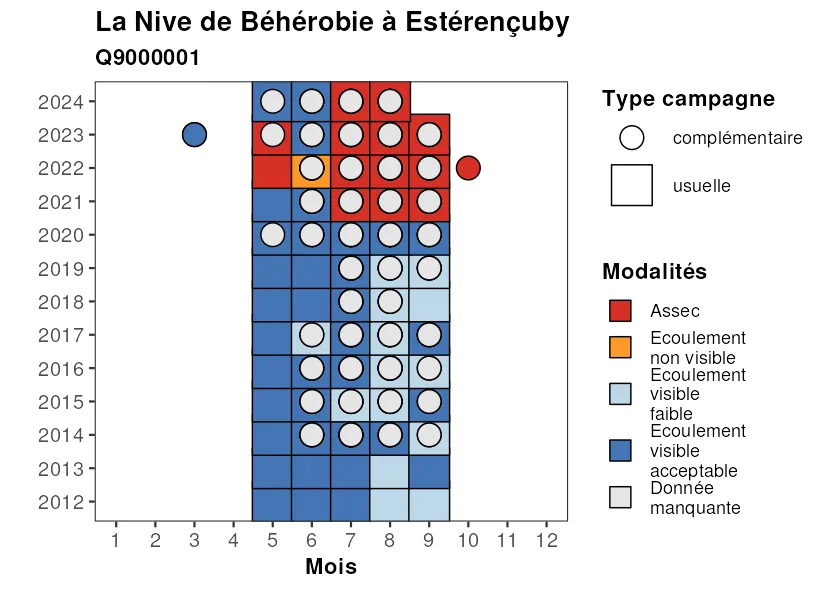 La Nive de Béhérobie à Estérençuby
Q9000001
2024
2023
2022
2021
2020
2019
2018
2017
2016
2015
2014
2013
2012
1 2 3 4 5 6 7 8 9 10 11 12
Mois
Type campagne
complémentaire
usuelle
Modalités
Assec
Ecoulement
non visible
Ecoulement
visible
faible
Ecoulement
visible
acceptable
Donnée
manquante